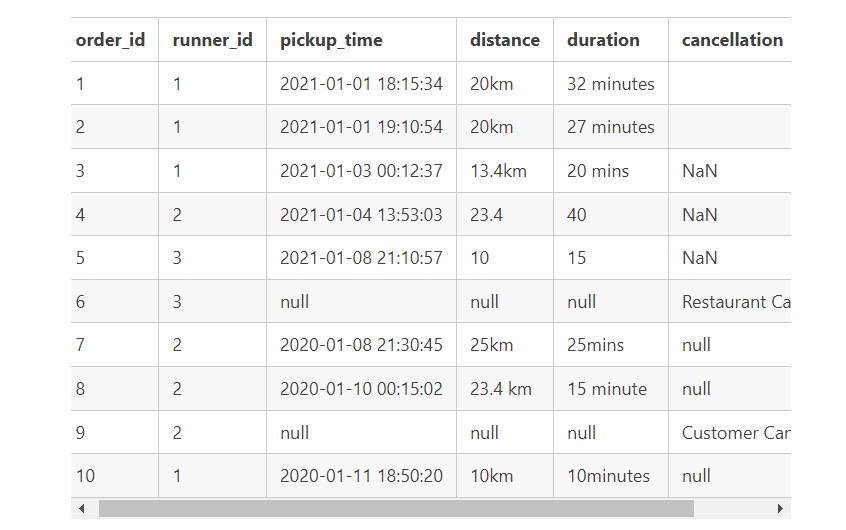 order_id runner_id pickup_time distance duration cancellation
1 1 2021-01-01 18:15:34 20km 32 minutes
2 1 2021-01-01 19:10:54 20km 27 minutes
3 1 2021-01-03 00:12:37 13.4km 20 mins NaN
4 2 2021-01-04 13:53:03 23.4 40 NaN
5 3 2021-01-08 21:10:57 10 15 NaN
6 3 null null null Restaurant Ca
7 2 2020-01-08 21:30:45 25km 25mins null
8 2 2020-01-10 00:15:02 23.4 km 15 minute null
9 2 null null null Customer Can
10 1 2020-01-11 18:50:20 10km 10minutes null